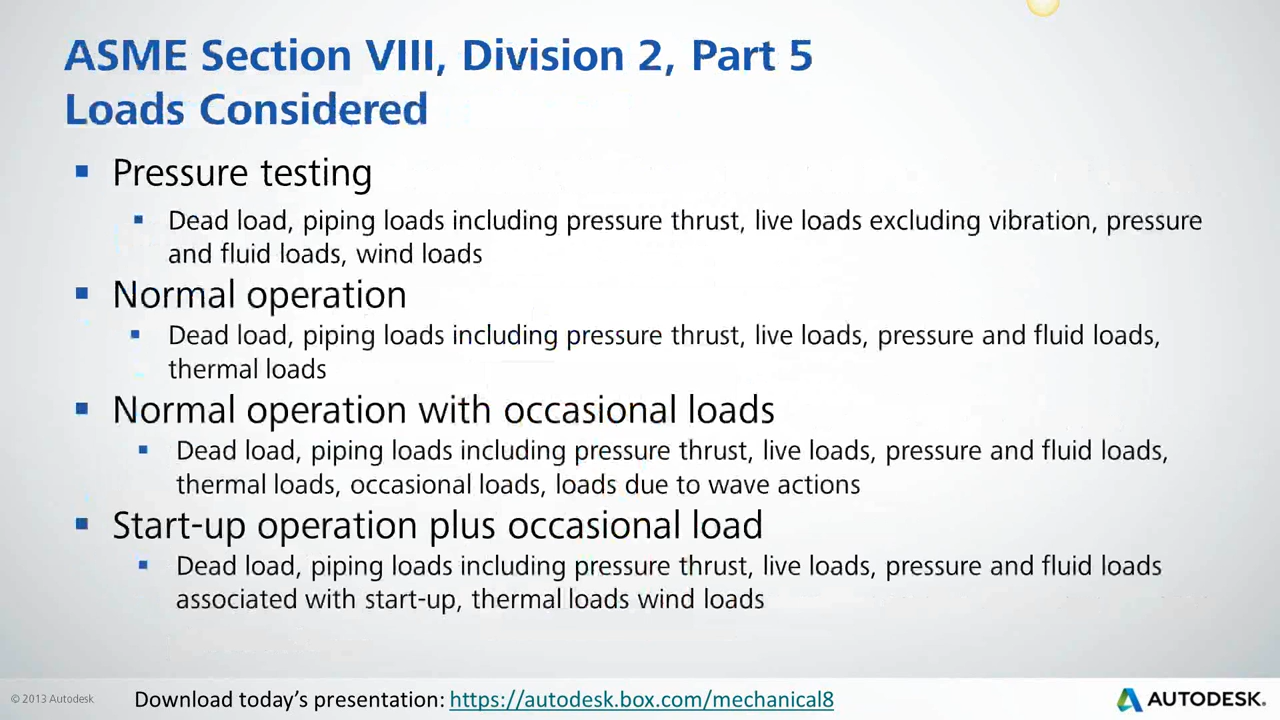 ASME Section VIII, Division 2, Part 5
Loads Considered
Pressure testing
Dead load, piping loads including pressure thrust, live loads excluding vibration, pressure
and fluid loads, wind loads
Normal operation
Dead load, piping loads including pressure thrust, live loads, pressure and fluid loads,
thermal loads
Normal operation with occasional loads
Dead load, piping loads including pressure thrust, live loads, pressure and fluid loads,
thermal loads, occasional loads, loads due to wave actions
Start-up operation plus occasional load
Dead load, piping loads including pressure thrust, live loads, pressure and fluid loads
associated with start-up, thermal loads wind loads
© 2013 Autodesk
Download today’s presentation: https://autodesk.box.com/mechanical8
AUTODESK.